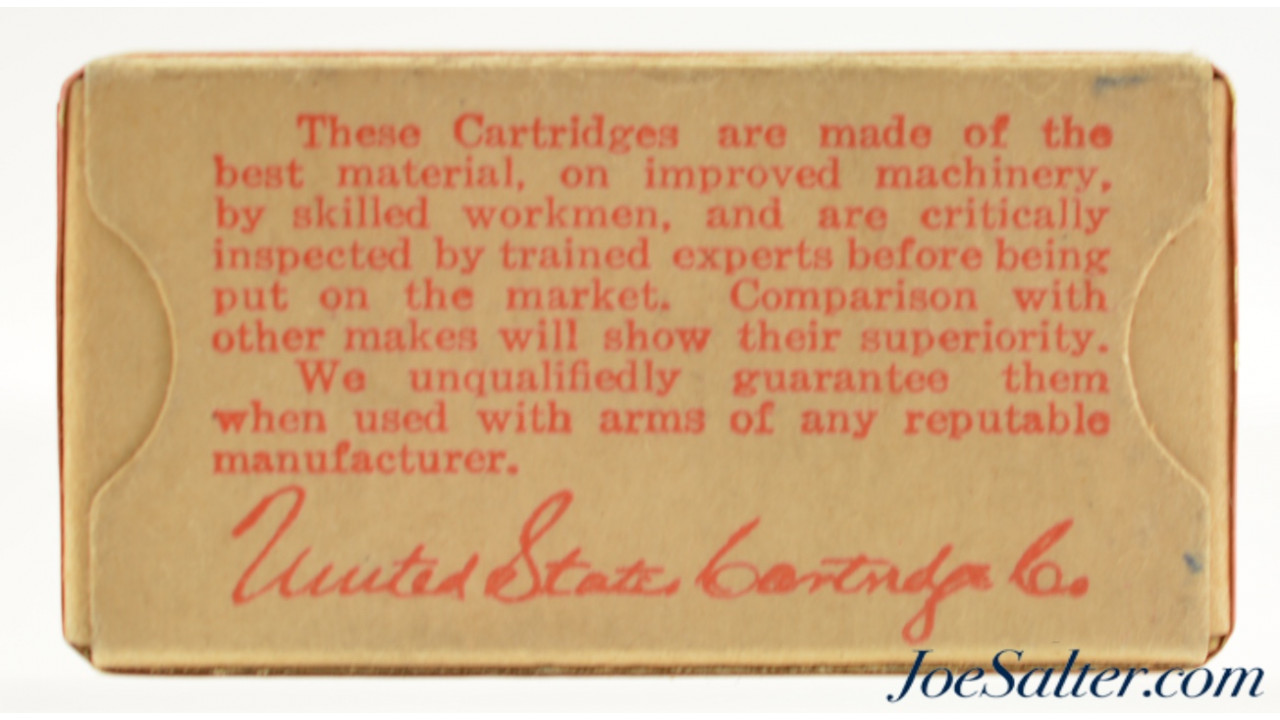 These Cartridges are made of the
best material, on improved machinery,
by skilled workmen, and are critically
inspected by trained experts before being
put on the market. Comparison with
other makes will show their superiority.
We unqualifiedly guarantee them
when used with arms of any reputable
manufacturer.
United States Cartridge Co.
JoeSalter.com